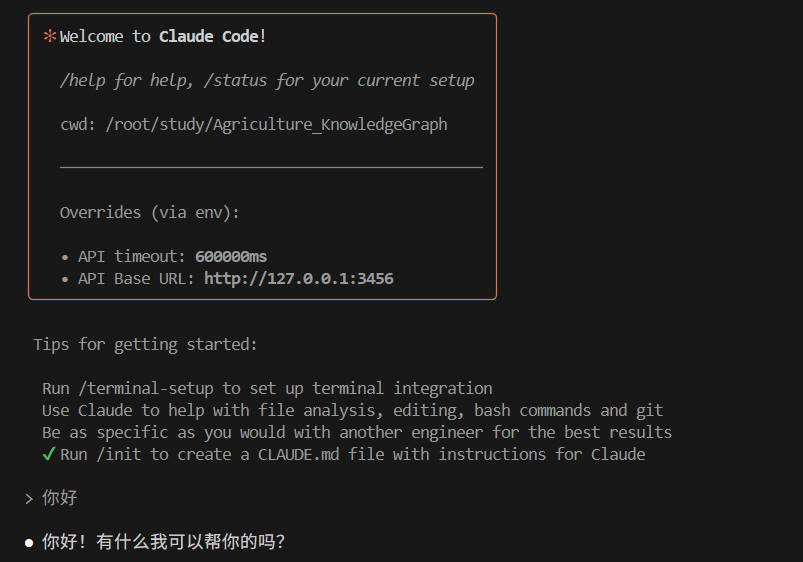 ✻ Welcome to Claude Code!
/help for help, /status for your current setup
cwd: /root/study/Agriculture_KnowledgeGraph
Overrides (via env):
• API timeout: 600000ms
• API Base URL: http://127.0.0.1:3456
Tips for getting started:
Run /terminal-setup to set up terminal integration
Use Claude to help with file analysis, editing, bash commands and git
Be as specific as you would with another engineer for the best results
✓ Run /init to create a CLAUDE.md file with instructions for Claude
> 你好
● 你好！有什么我可以帮你的吗？